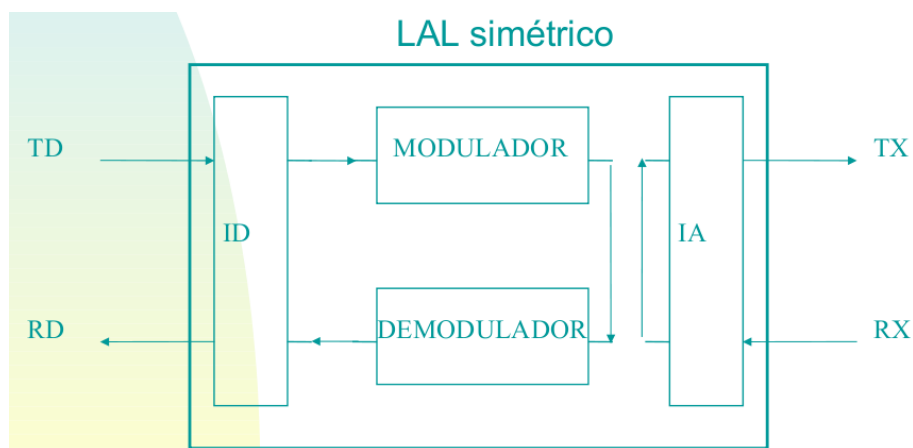 LAL simétrico
TD
MODULADOR
TX
ID
IA
RD
DEMODULADOR
RX